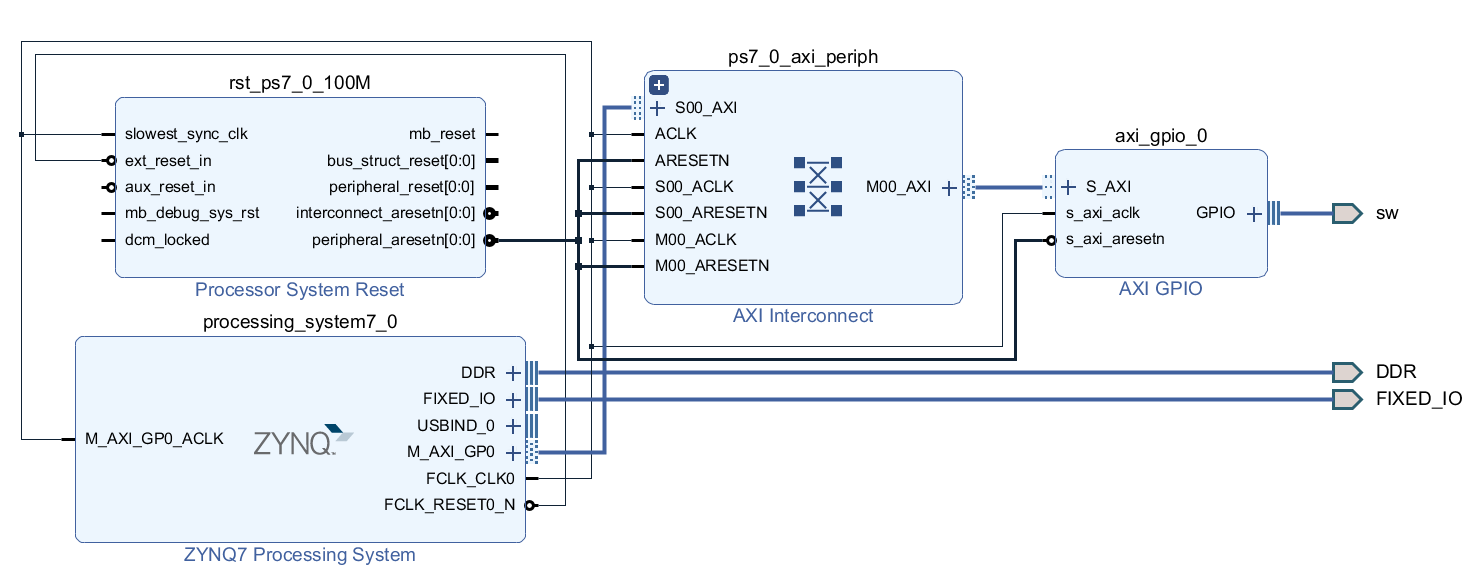 rst_ps7_0_100M
slowest_sync_clk
ext_reset_in
aux_reset_in
mb_debug_sys_rst
dcm_locked
mb_reset
bus_struct_reset[0:0]
peripheral_reset[0:0]
interconnect_aresetn[0:0]
peripheral_aresetn[0:0]
Processor System Reset
processing_system7_0
M_AXI_GP0_ACLK
ZYNQ
DDR
FIXED_IO
USBIND_0
M_AXI_GP0
FCLK_CLK0
FCLK_RESET0_N
ZYNQ7 Processing System
ps7_0_axi_periph
S00_AXI
ACLK
ARESETN
S00_ACLK
S00_ARESETN
M00_ACLK
M00_ARESETN
M00_AXI
AXI Interconnect
axi_gpio_0
S_AXI
s_axi_aclk
s_axi_aresetn
GPIO
AXI GPIO
sw
DDR
FIXED_IO